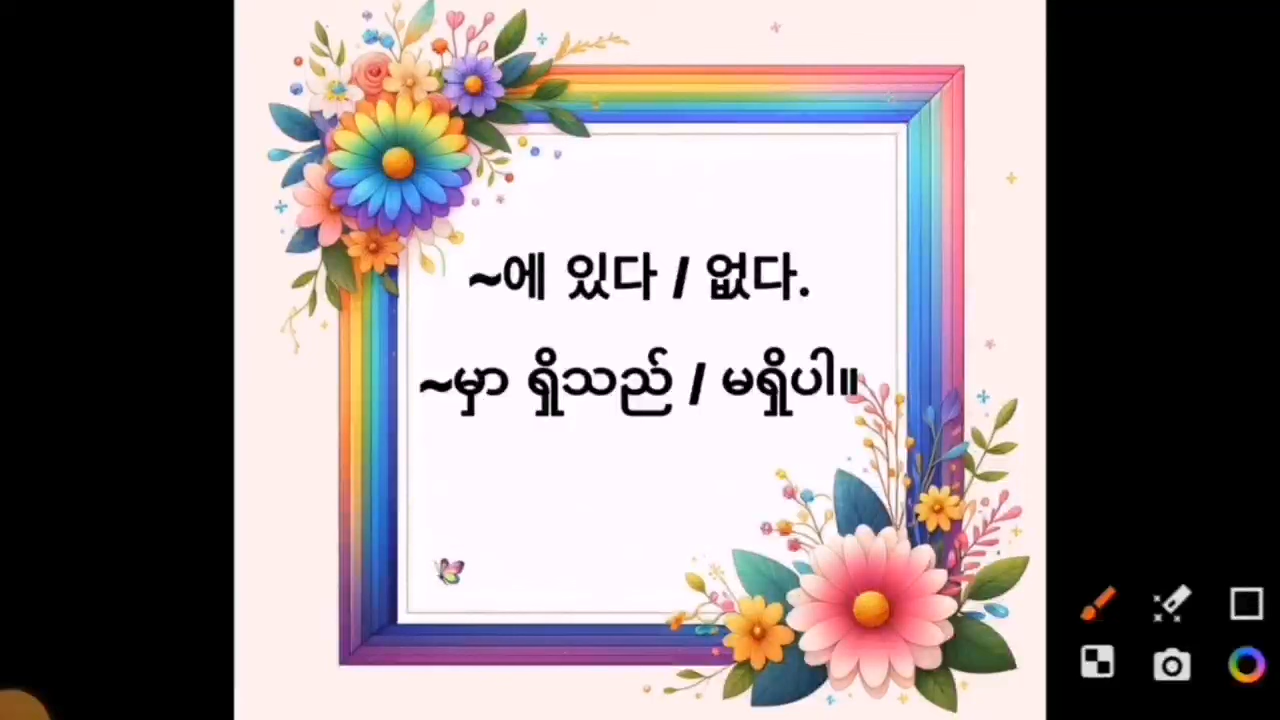 ~에 있다 / 없다.
~မှာ ရှိသည် / မရှိပါ။